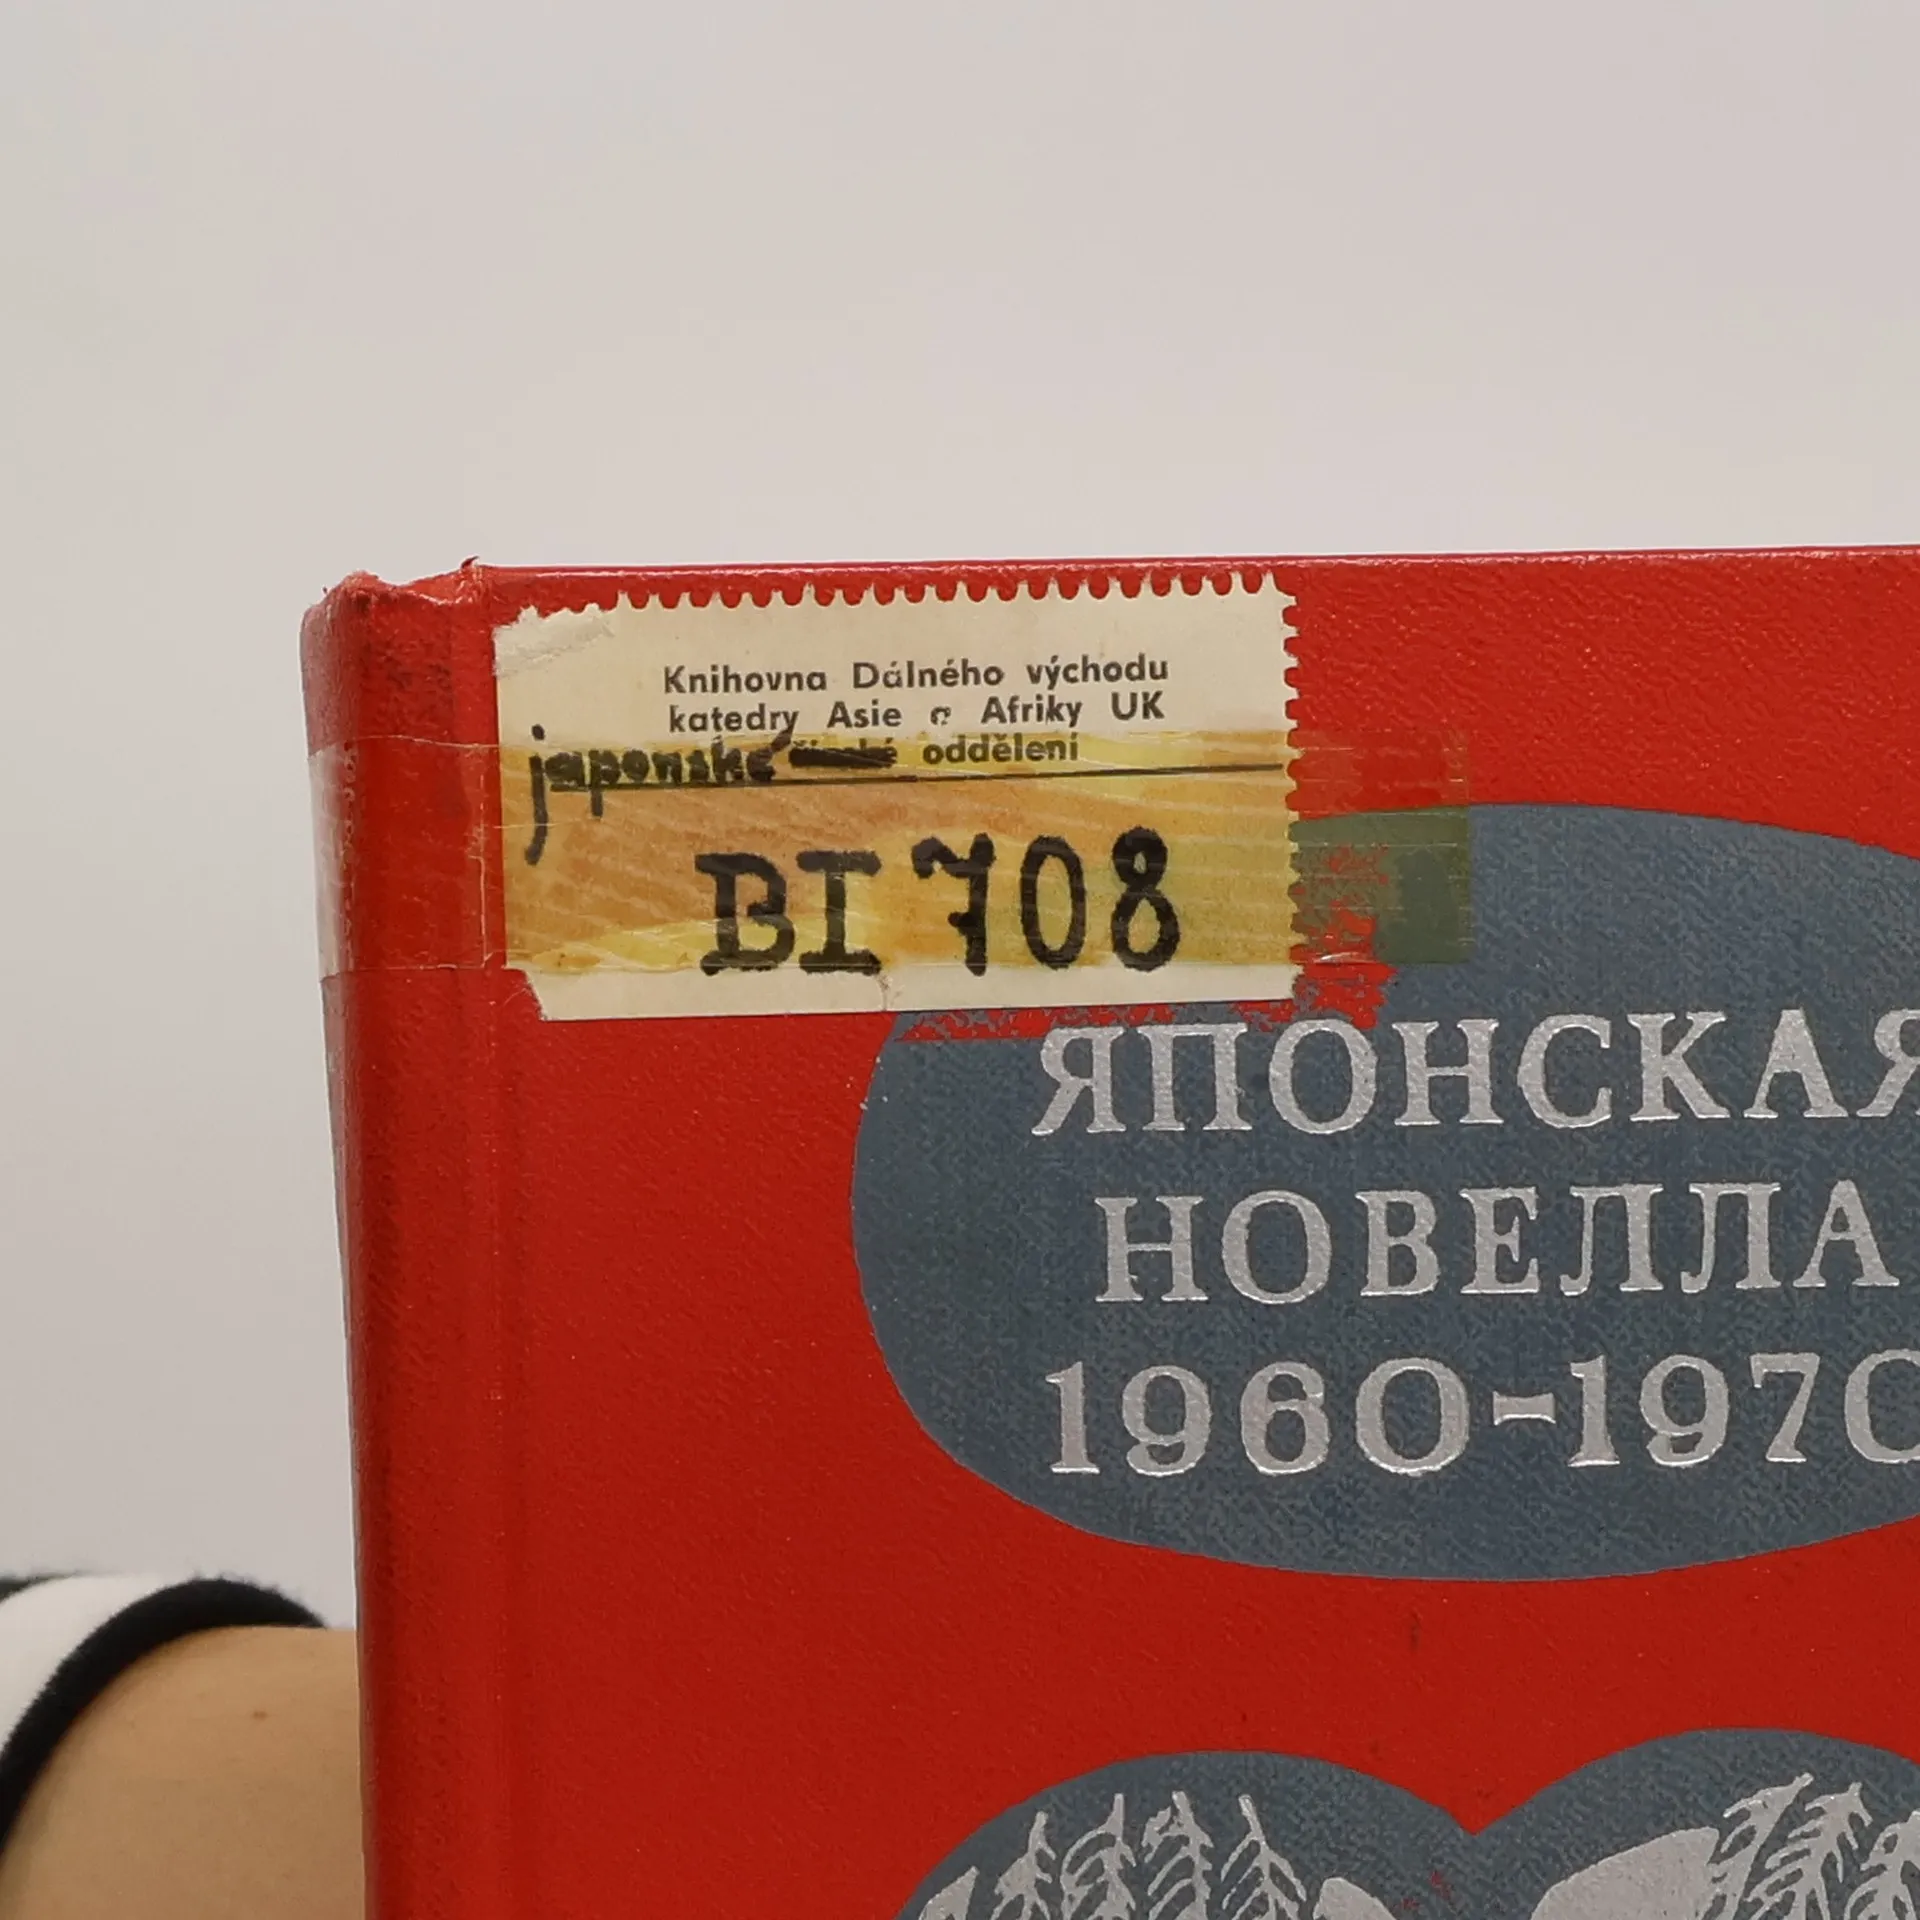 Knihovna Dálného východu
katedry Asie a Afriky UK
japonské oddělení
BI 708
ЯПОНСКАЯ
НОВЕЛЛА
1960-1970